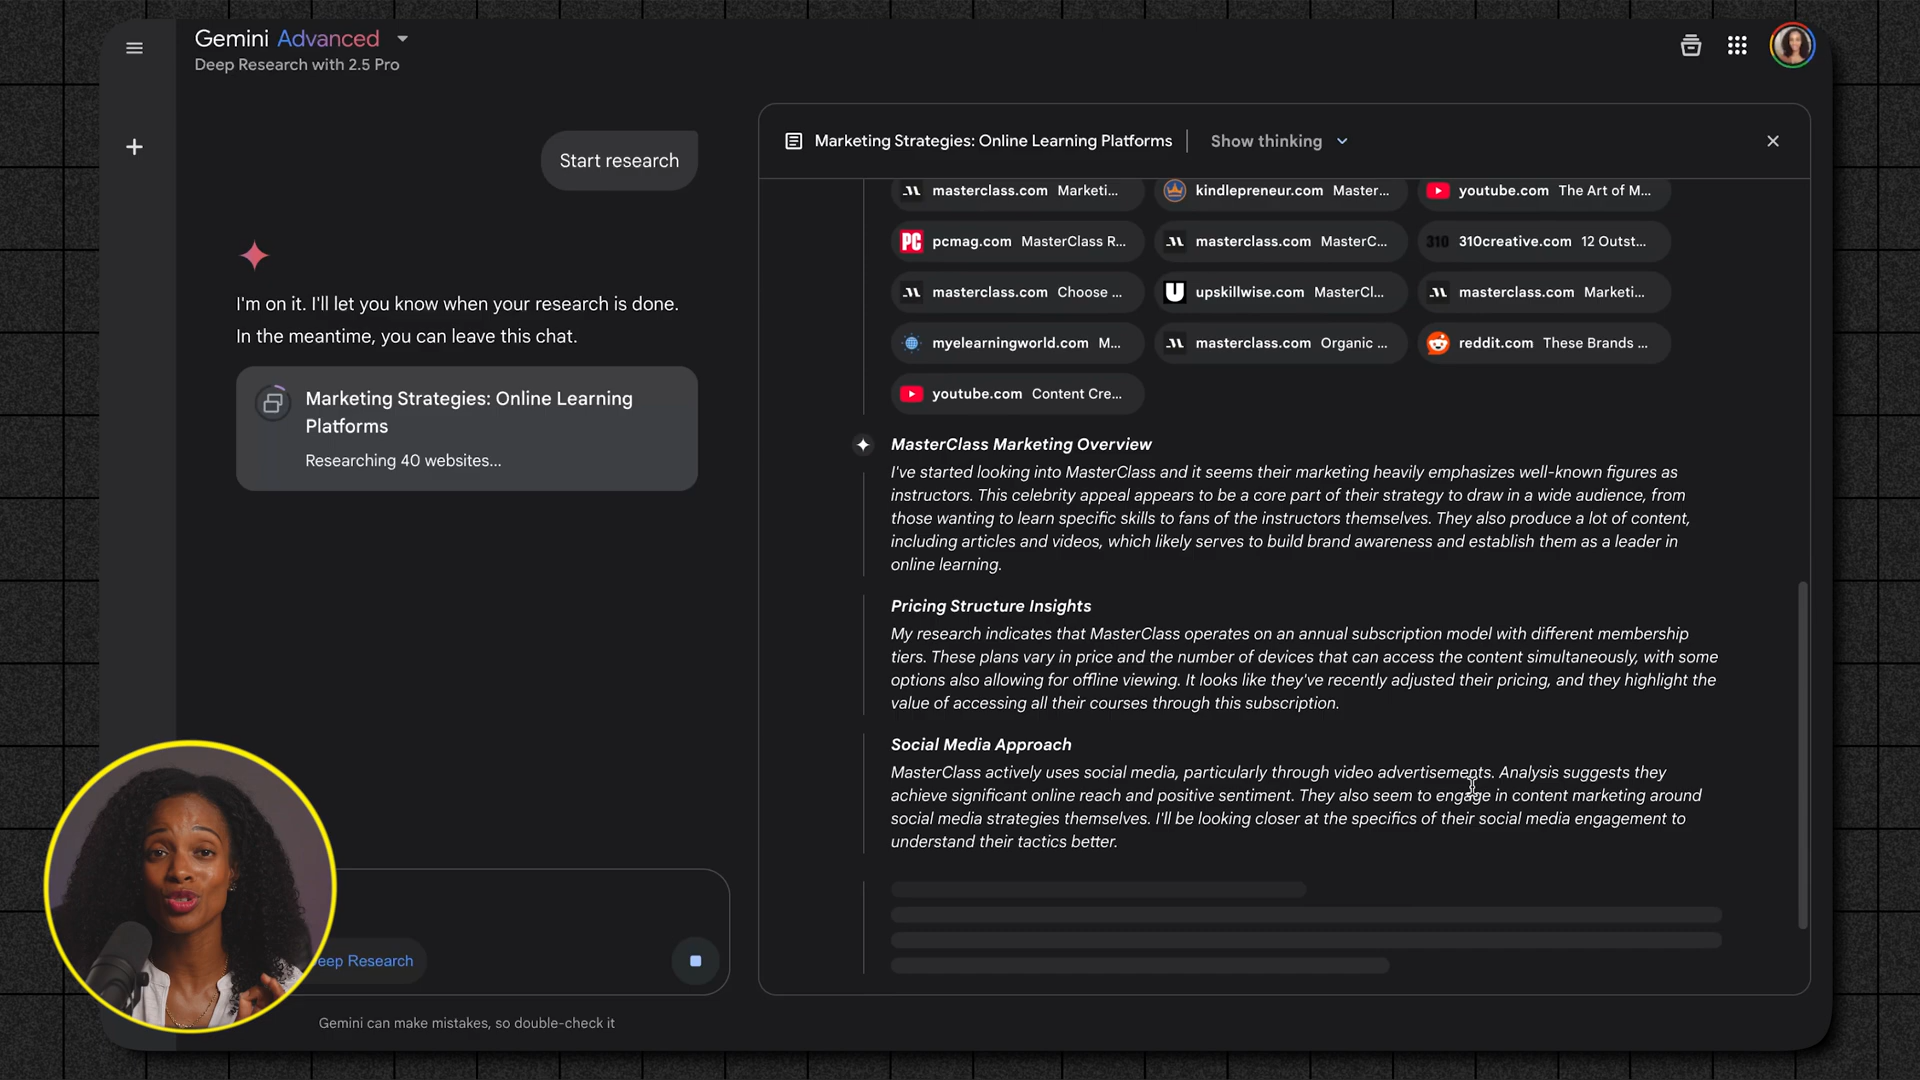 Gemini Advanced
Deep Research with 2.5 Pro
Start research
I'm on it. I'll let you know when your research is done.
In the meantime, you can leave this chat.
Marketing Strategies: Online Learning
Platforms
Researching 40 websites...
eep Research
Gemini can make mistakes, so double-check it
Marketing Strategies: Online Learning Platforms
Show thinking
masterclass.com Marketi...
kindlepreneur.com Master...
youtube.com The Art of M...
PC pcmag.com MasterClass R...
masterclass.com MasterC...
310 310creative.com 12 Outst...
masterclass.com Choose ...
U upskillwise.com MasterCl...
masterclass.com Marketi...
myelearningworld.com M...
masterclass.com Organic ...
reddit.com These Brands ...
youtube.com Content Cre...
MasterClass Marketing Overview
I've started looking into MasterClass and it seems their marketing heavily emphasizes well-known figures as
instructors. This celebrity appeal appears to be a core part of their strategy to draw in a wide audience, from
those wanting to learn specific skills to fans of the instructors themselves. They also produce a lot of content,
including articles and videos, which likely serves to build brand awareness and establish them as a leader in
online learning.
Pricing Structure Insights
My research indicates that MasterClass operates on an annual subscription model with different membership
tiers. These plans vary in price and the number of devices that can access the content simultaneously, with some
options also allowing for offline viewing. It looks like they've recently adjusted their pricing, and they highlight the
value of accessing all their courses through this subscription.
Social Media Approach
MasterClass actively uses social media, particularly through video advertisements. Analysis suggests they
achieve significant online reach and positive sentiment. They also seem to engage in content marketing around
social media strategies themselves. I'll be looking closer at the specifics of their social media engagement to
understand their tactics better.